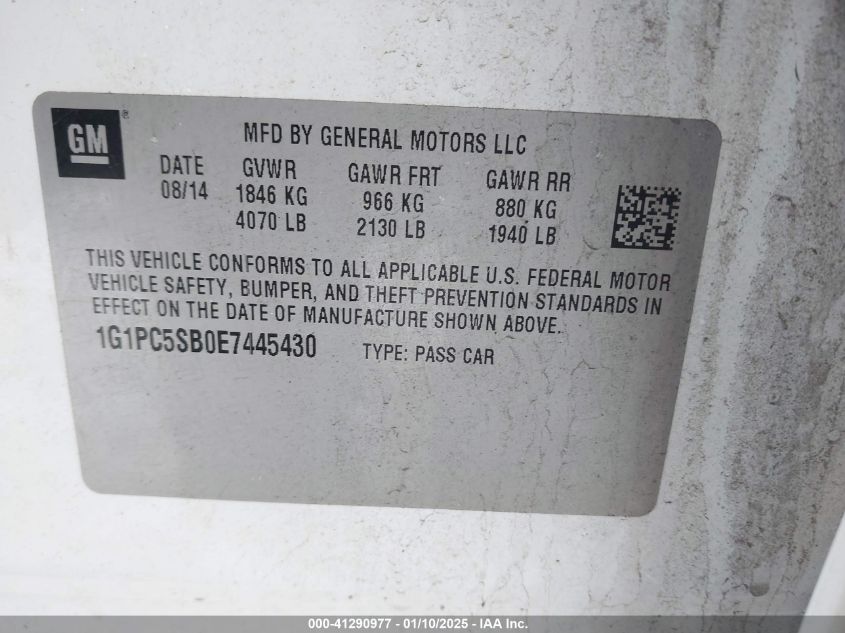 GM ®
MFD BY GENERAL MOTORS LLC
DATE GVWR GAWR FRT GAWR RR
08/14 1846 KG 966 KG 880 KG
4070 LB 2130 LB 1940 LB
THIS VEHICLE CONFORMS TO ALL APPLICABLE U.S. FEDERAL MOTOR
VEHICLE SAFETY, BUMPER, AND THEFT PREVENTION STANDARDS IN
EFFECT ON THE DATE OF MANUFACTURE SHOWN ABOVE.
1G1PC5SB0E7445430 TYPE: PASS CAR
000-41290977 - 01/10/2025 - IAA Inc.